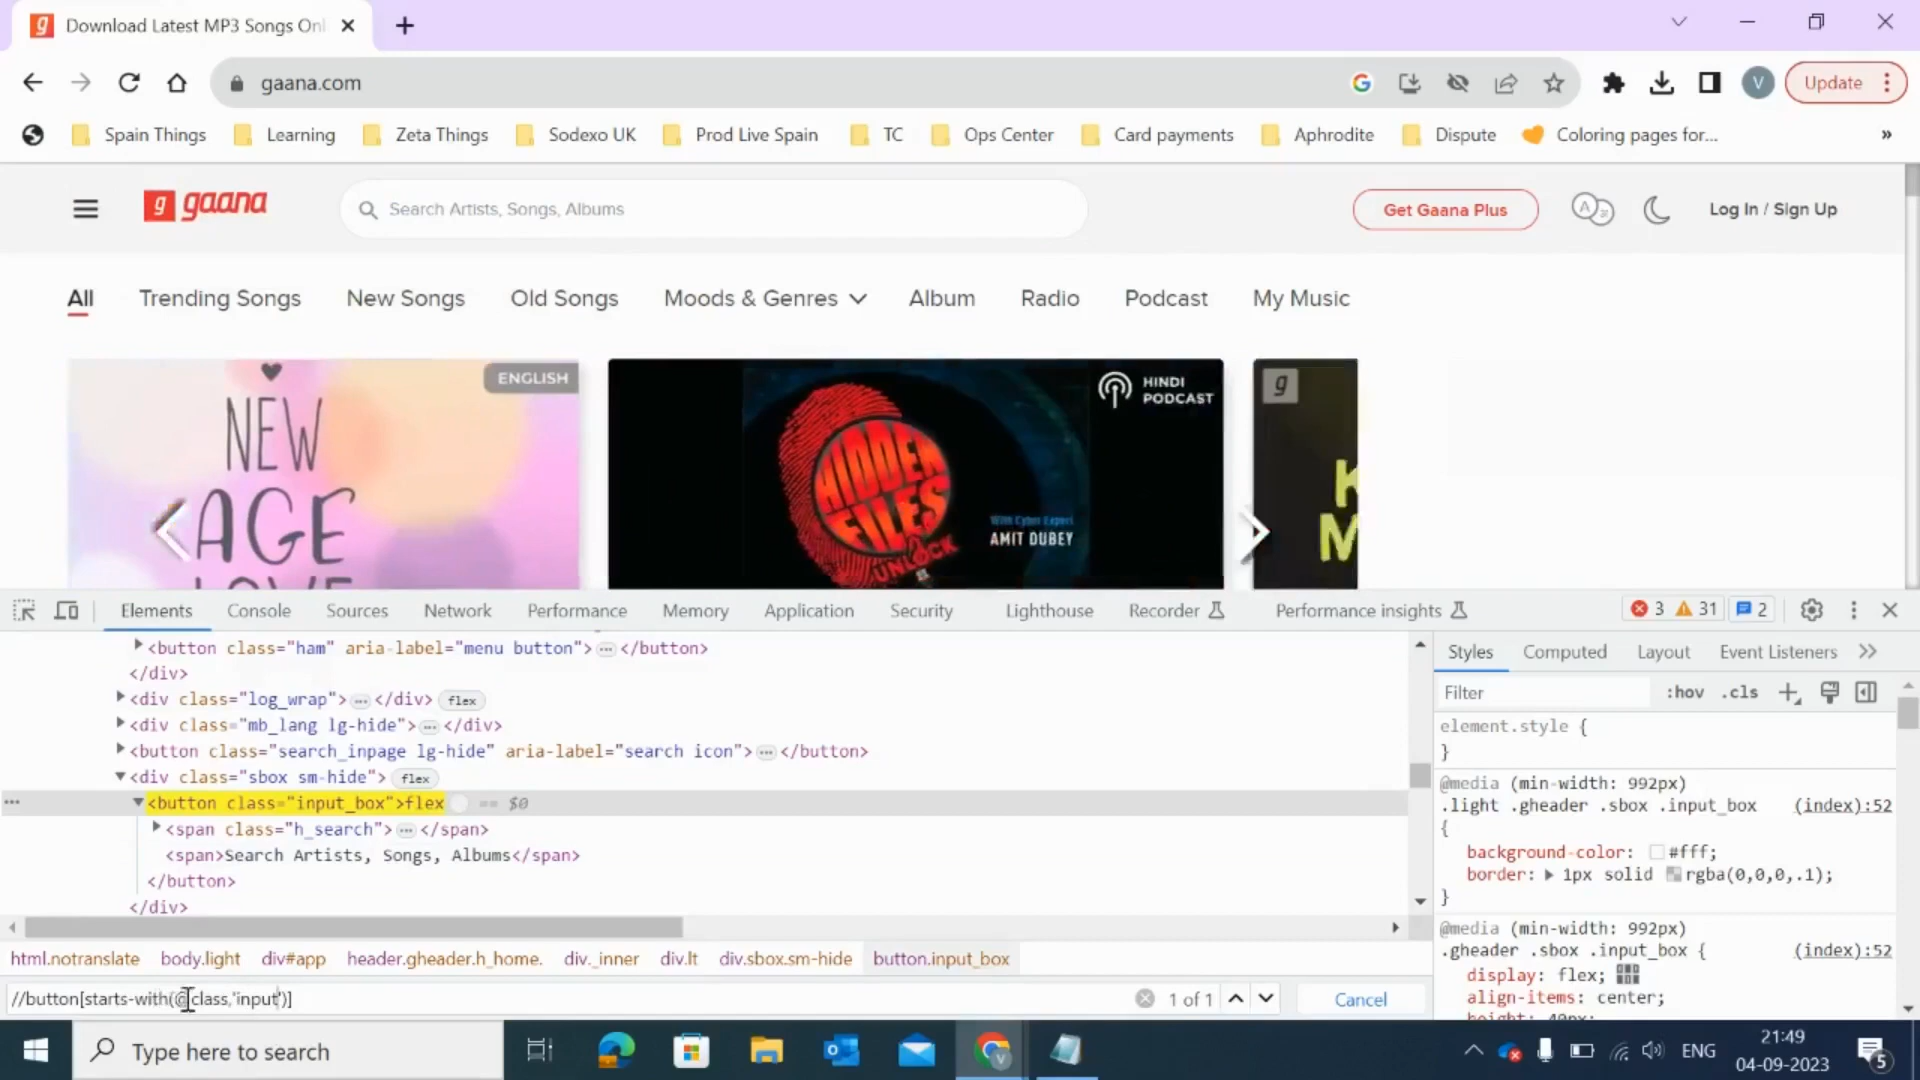 Download Latest MP3 Songs Onl
gaana.com
V
Update
Spain Things
Learning
Zeta Things
Sodexo UK
Prod Live Spain
TC
Ops Center
Card payments
Aphrodite
Dispute
Coloring pages for...
»
g gaana
Search Artists, Songs, Albums
Get Gaana Plus
Log In / Sign Up
All
Trending Songs
New Songs
Old Songs
Moods & Genres
Album
Radio
Podcast
My Music
ENGLISH
NEW
AGE
LOVE
HINDI
PODCAST
HIDDEN
FILES
UNLOCK
With Cyber Expert
AMIT DUBEY
g
K
M
Elements
Console
Sources
Network
Performance
Memory
Application
Security
Lighthouse
Recorder
Performance insights
3
31
2
<button class="ham" aria-label="menu button">…</button>
</div>
<div class="log_wrap">…</div> flex
<div class="mb_lang lg-hide">…</div>
<button class="search_inpage lg-hide" aria-label="search icon">…</button>
<div class="sbox sm-hide"> flex
<button class="input_box">flex == $0
<span class="h_search">…</span>
<span>Search Artists, Songs, Albums</span>
</button>
</div>
html.notranslate
body.light
div#app
header.gheader.h_home.
div._inner
div.lt
div.sbox.sm-hide
button.input_box
//button[starts-with(@class,'input')]
1 of 1
Cancel
Styles
Computed
Layout
Event Listeners
Filter
:hov
.cls
element.style {
}
@media (min-width: 992px)
.light .gheader .sbox .input_box (index):52
{
background-color: #fff;
border: 1px solid rgba(0,0,0,.1);
}
@media (min-width: 992px)
.gheader .sbox .input_box { (index):52
display: flex;
align-items: center;
height: 40px;
Type here to search
ENG
21:49
04-09-2023
5